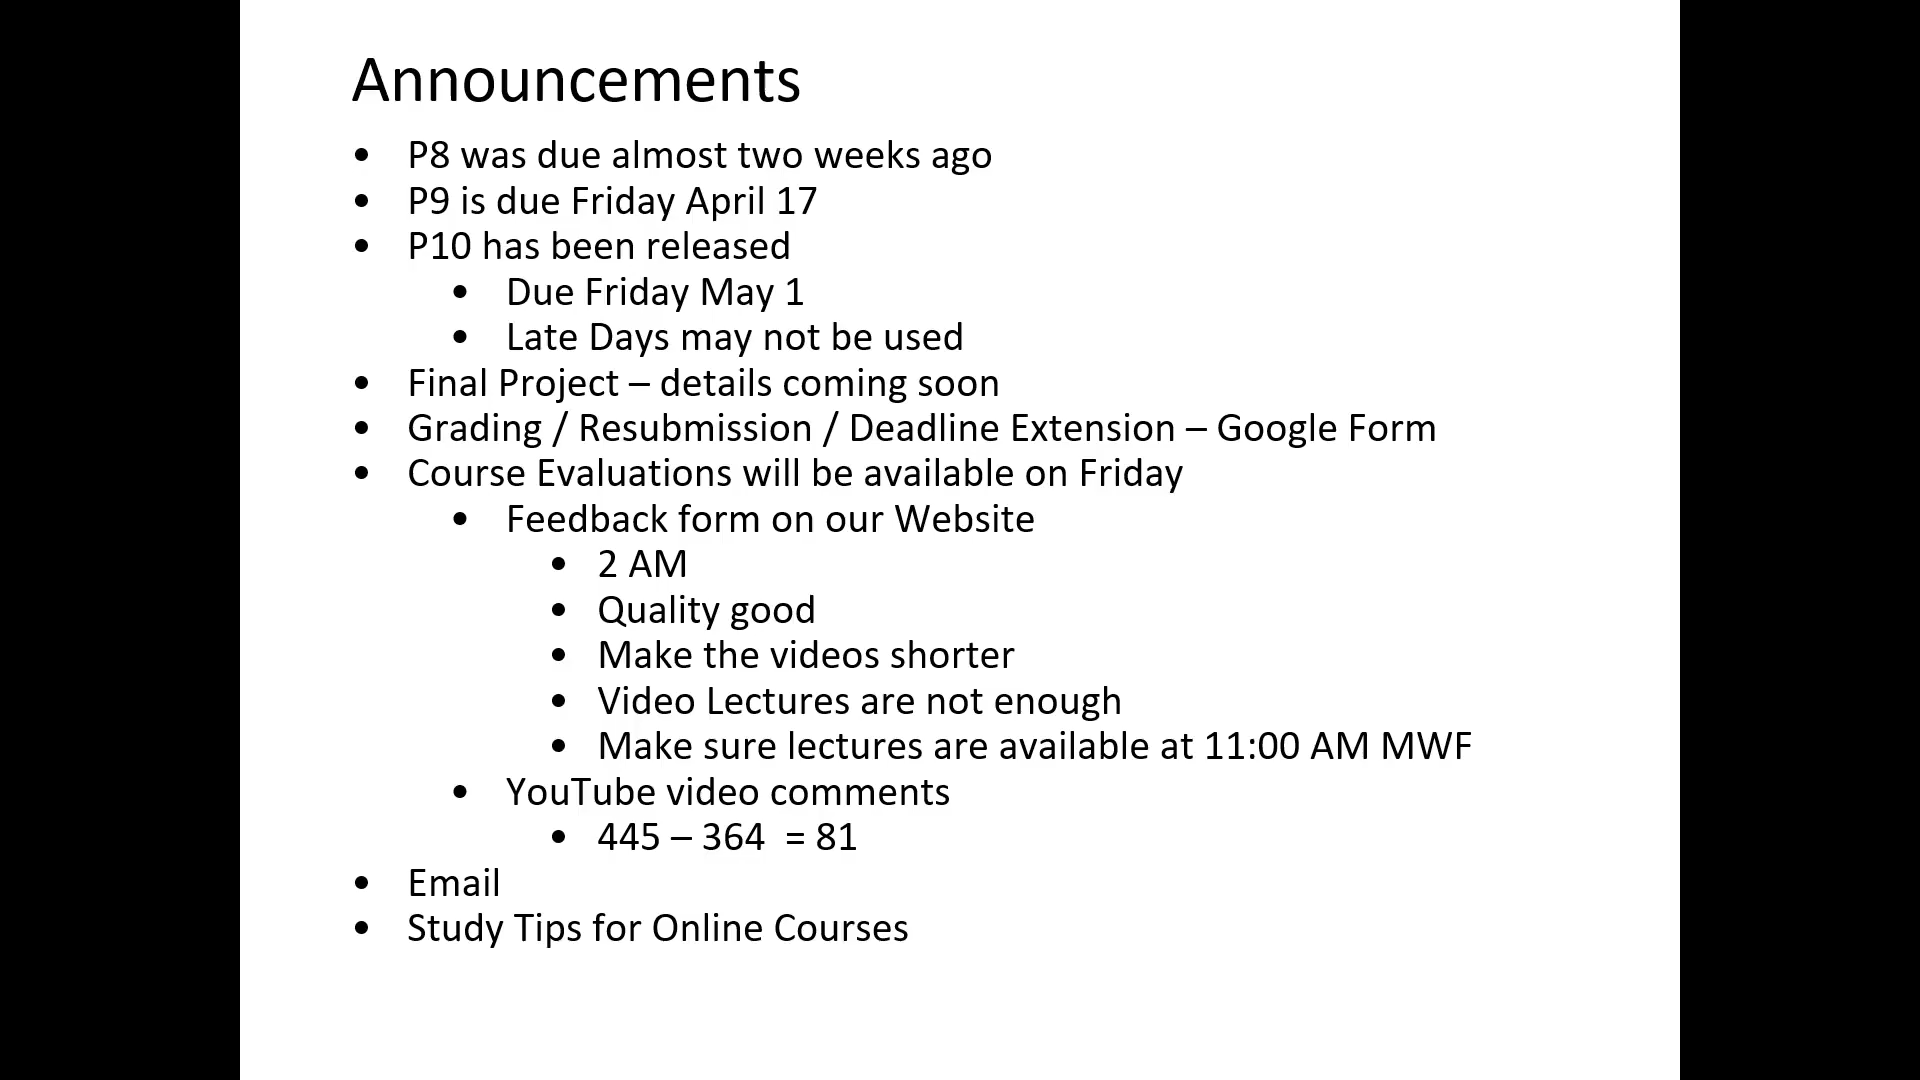 Announcements
• P8 was due almost two weeks ago
• P9 is due Friday April 17
• P10 has been released
• Due Friday May 1
• Late Days may not be used
• Final Project – details coming soon
• Grading / Resubmission / Deadline Extension – Google Form
• Course Evaluations will be available on Friday
• Feedback form on our Website
• 2 AM
• Quality good
• Make the videos shorter
• Video Lectures are not enough
• Make sure lectures are available at 11:00 AM MWF
• YouTube video comments
• 445 – 364  = 81
• Email
• Study Tips for Online Courses